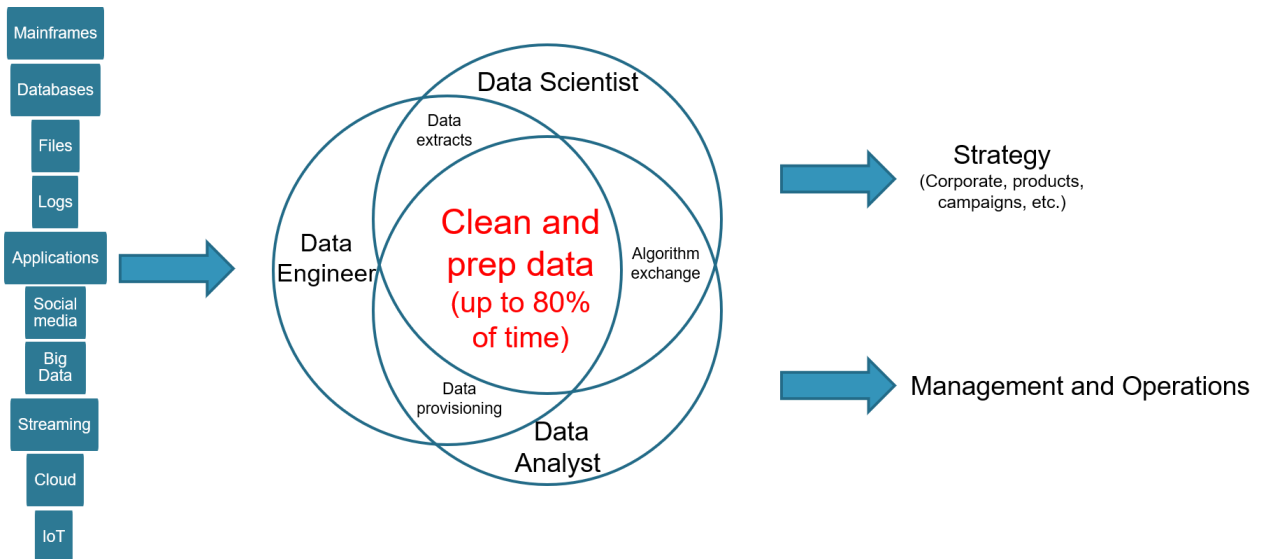 Mainframes
Databases
Files
Logs
Applications
Social
media
Big
Data
Streaming
Cloud
IoT
Data Scientist
Data
extracts
Data
Engineer
Clean and
prep data
(up to 80%
of time)
Algorithm
exchange
Data
provisioning
Data
Analyst
Strategy
(Corporate, products,
campaigns, etc.)
Management and Operations